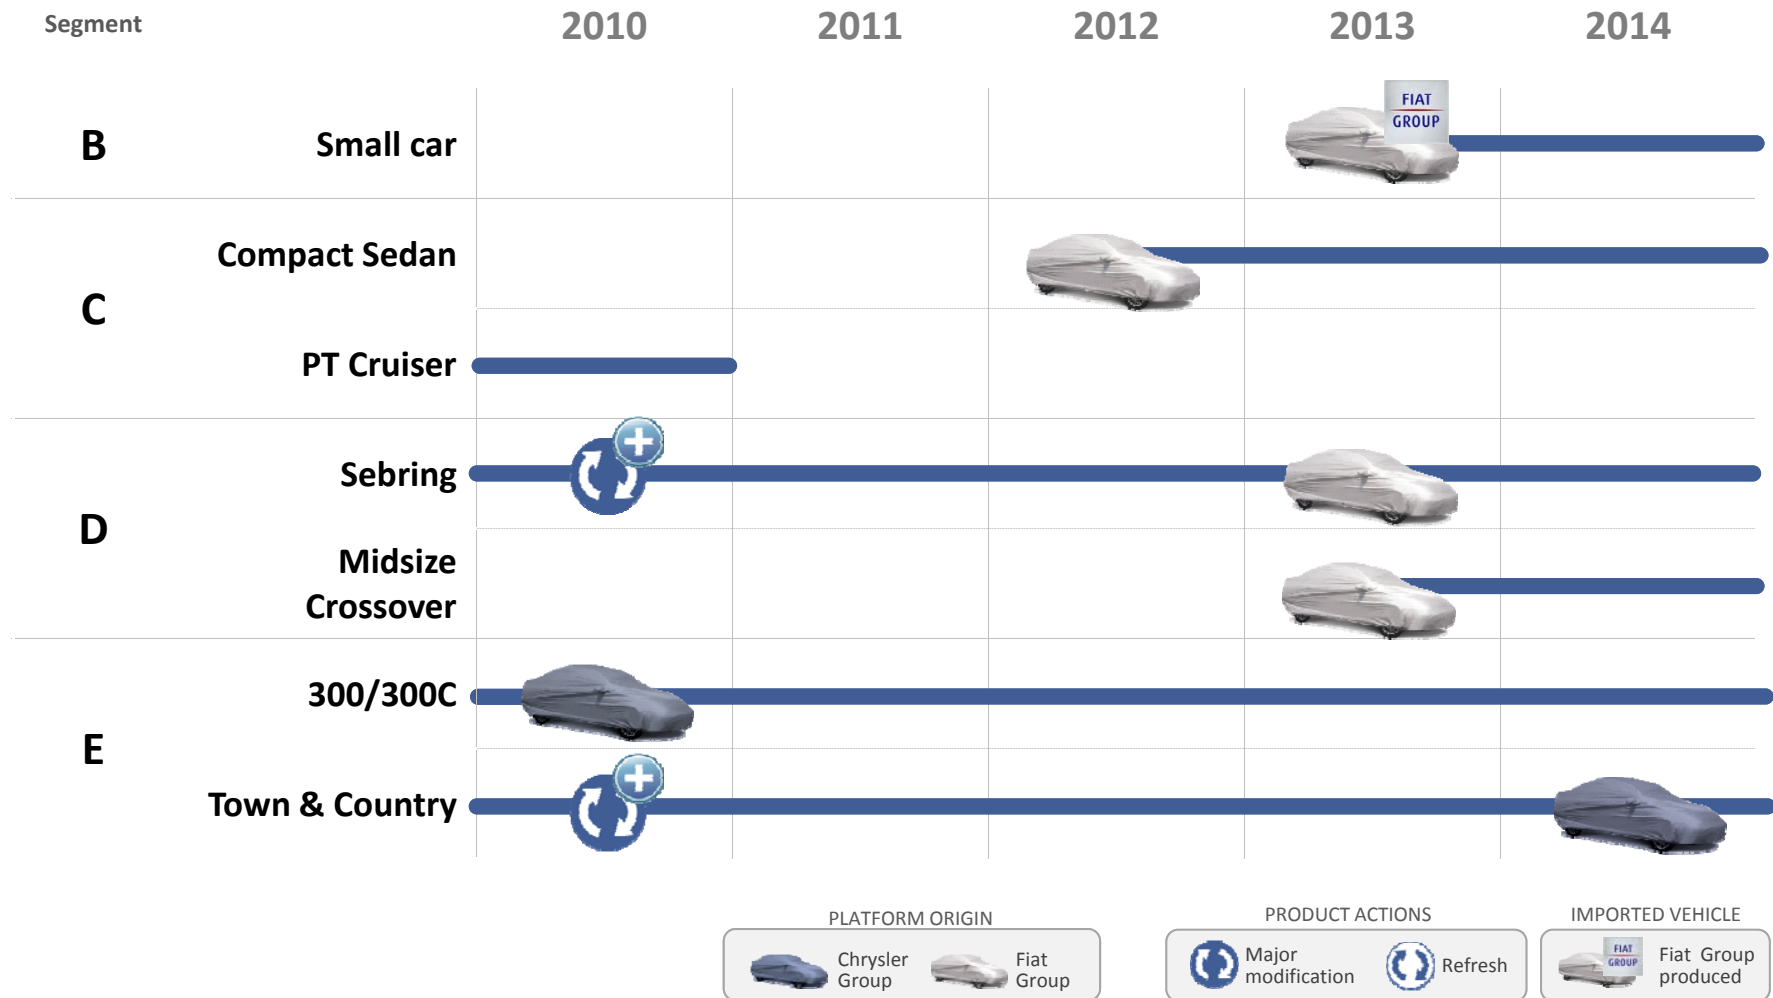 Segment 2010 2011 2012 2013 2014
FIAT
GROUP
B Small car
Compact Sedan
C
PT Cruiser
Sebring
D
Midsize
Crossover
300/300C
E
Town & Country
PLATFORM ORIGIN
Chrysler
Group
Fiat
Group
PRODUCT ACTIONS
Major
modification
Refresh
IMPORTED VEHICLE
FIAT
GROUP
Fiat Group
produced